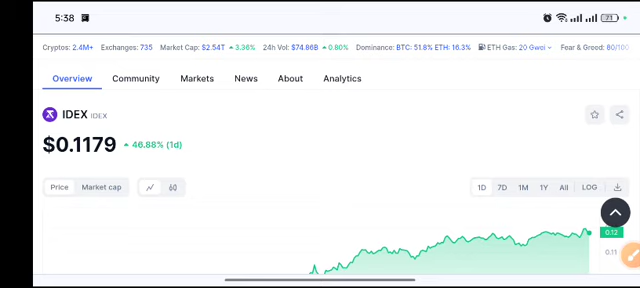 5:38 71
Cryptos: 2.4M+ Exchanges: 735 Market Cap: $2.54T 3.36% 24h Vol: $74.86B 0.80% Dominance: BTC: 51.8% ETH: 16.3% ETH Gas: 20 Gwei Fear & Greed: 80/100
Overview Community Markets News About Analytics
IDEX IDEX
$0.1179 46.88% (1d)
Price Market cap 1D 7D 1M 1Y All LOG
0.12
0.11